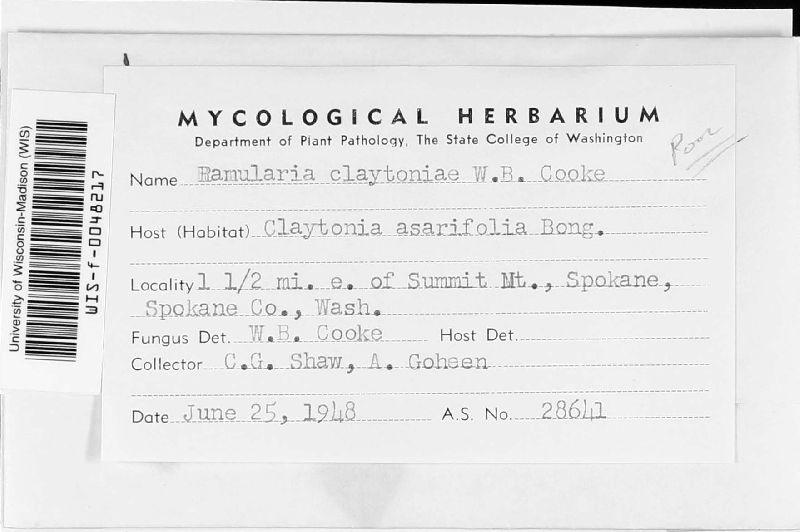 MYCOLOGICAL HERBARIUM
Department of Plant Pathology, The State College of Washington
Poor
Name Ramularia claytoniae W.B. Cooke
Host (Habitat) Claytonia asarifolia Bong.
Locality 1 1/2 mi. e. of Summit Mt., Spokane,
Spokane Co., Wash.
Fungus Det. W.B. Cooke Host Det.
Collector C.G. Shaw, A. Goheen
Date June 25, 1948 A.S. No. 28641
University of Wisconsin-Madison (WIS)
WIS-f-0048217